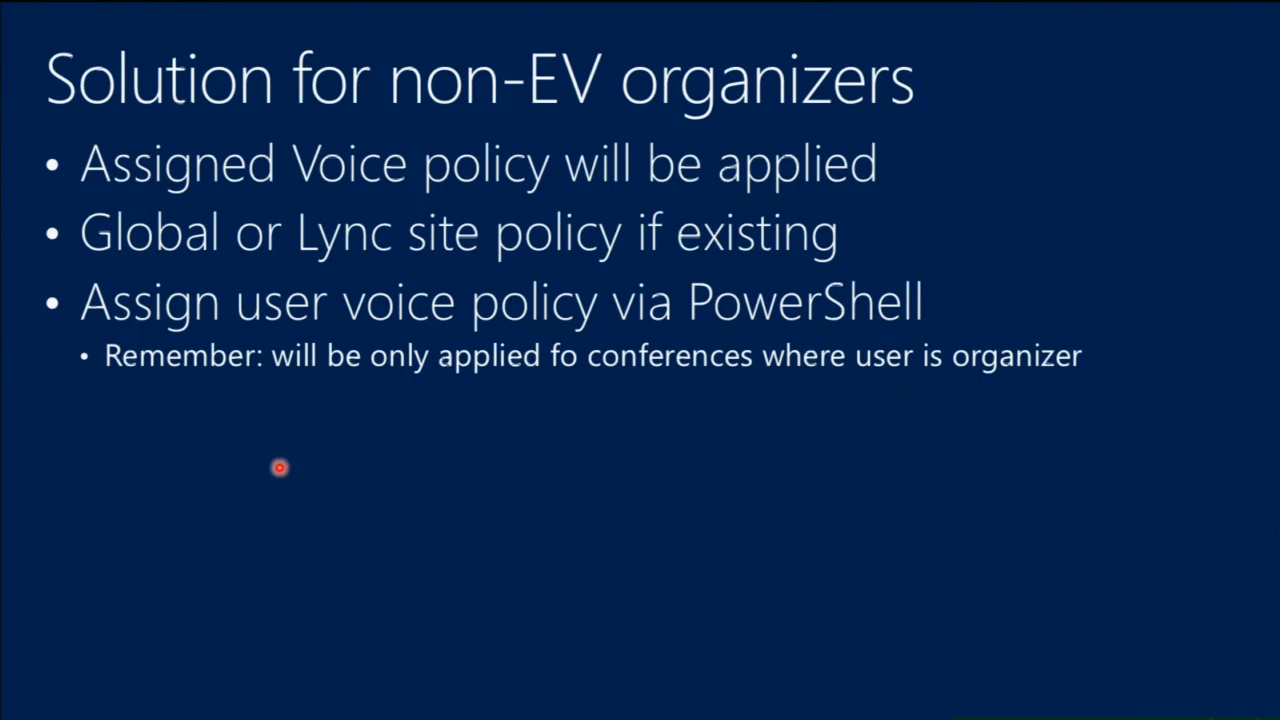 Solution for non-EV organizers
• Assigned Voice policy will be applied
• Global or Lync site policy if existing
• Assign user voice policy via PowerShell
• Remember: will be only applied fo conferences where user is organizer